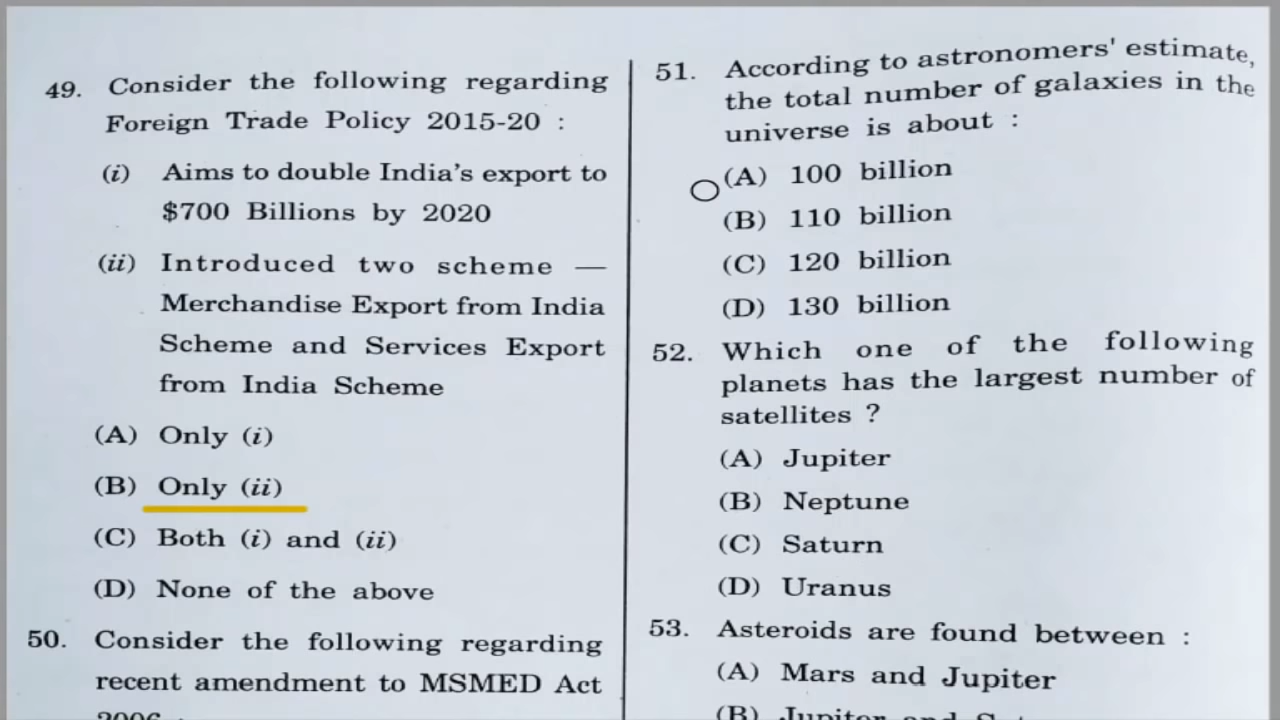 49. Consider the following regarding
Foreign Trade Policy 2015-20 :
(i) Aims to double India's export to
$700 Billions by 2020
(ii) Introduced two scheme —
Merchandise Export from India
Scheme and Services Export
from India Scheme
(A) Only (i)
(B) Only (ii)
(C) Both (i) and (ii)
(D) None of the above
50. Consider the following regarding
recent amendment to MSMED Act
2006 :
51. According to astronomers' estimate,
the total number of galaxies in the
universe is about :
(A) 100 billion
(B) 110 billion
(C) 120 billion
(D) 130 billion
52. Which one of the following
planets has the largest number of
satellites ?
(A) Jupiter
(B) Neptune
(C) Saturn
(D) Uranus
53. Asteroids are found between :
(A) Mars and Jupiter
(B) Jupiter and